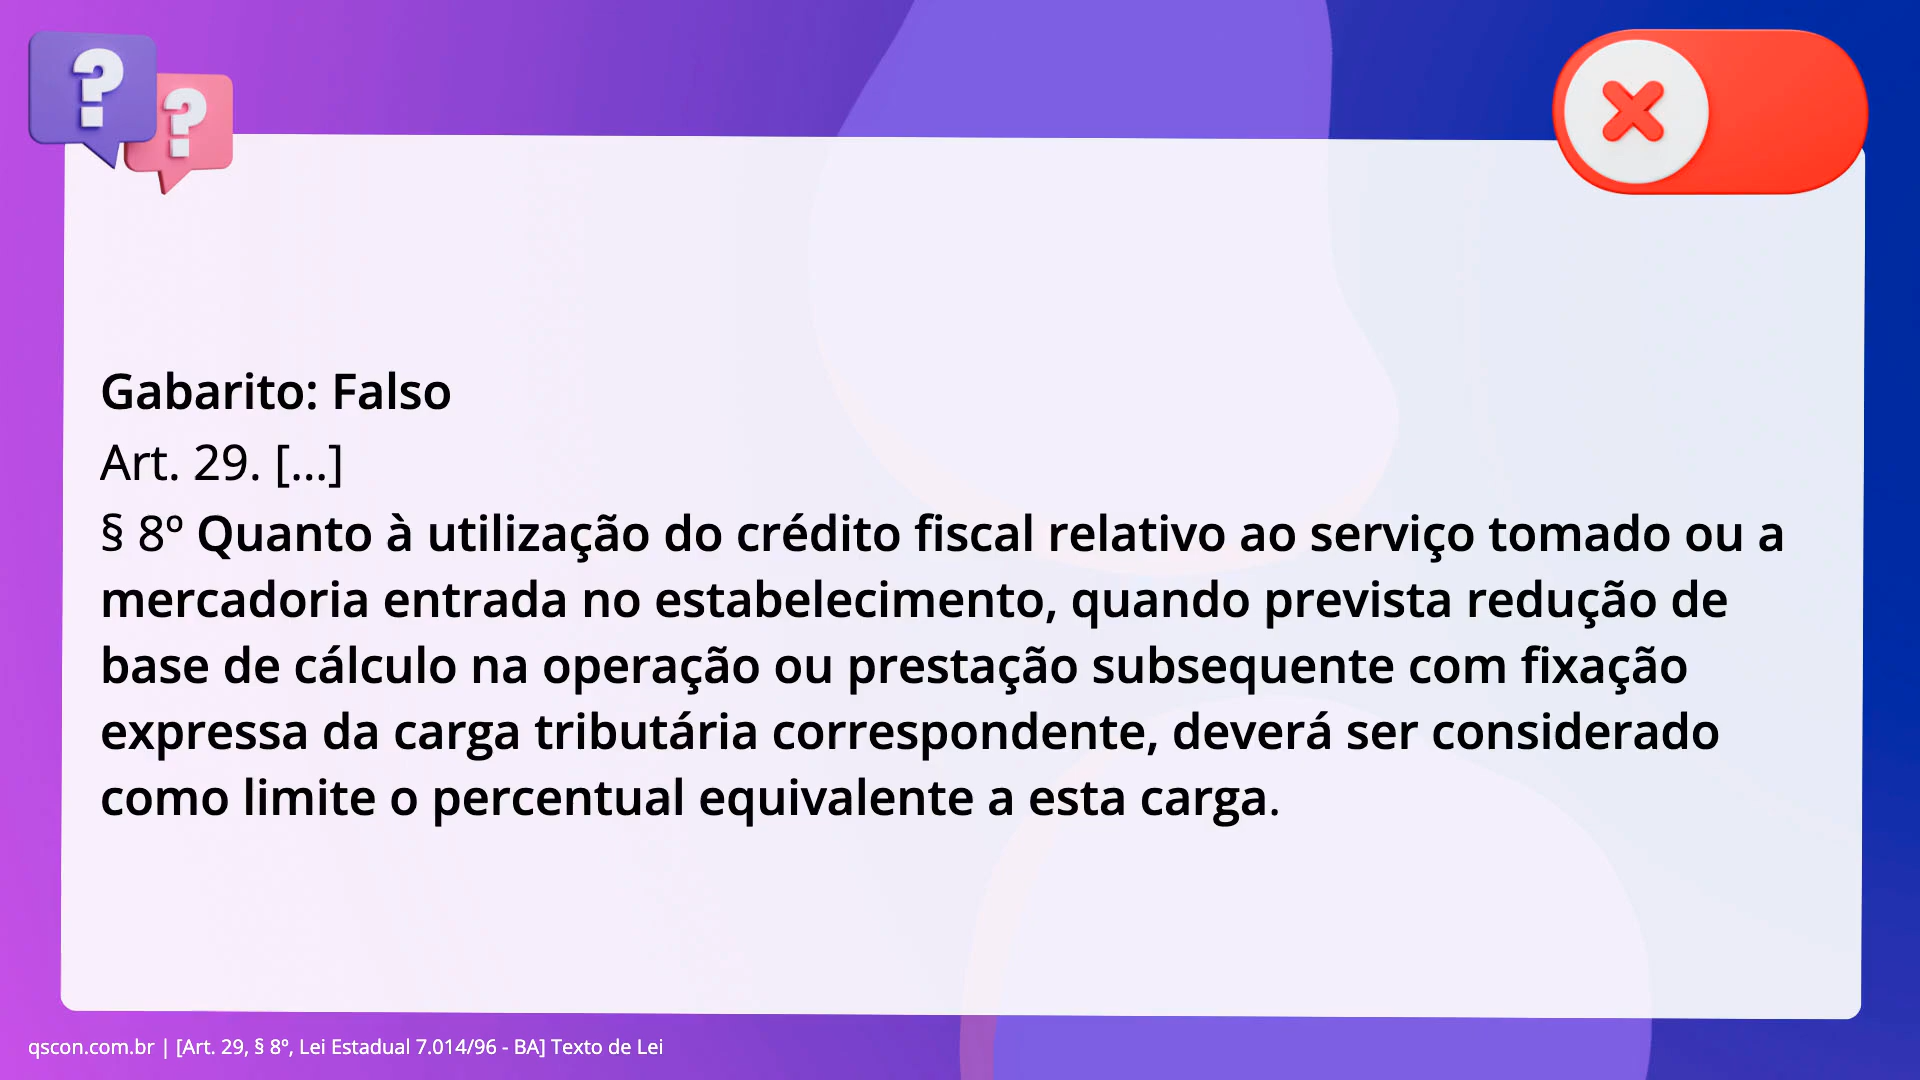 Gabarito: Falso
Art. 29. [...]
§ 8º Quanto à utilização do crédito fiscal relativo ao serviço tomado ou a
mercadoria entrada no estabelecimento, quando prevista redução de
base de cálculo na operação ou prestação subsequente com fixação
expressa da carga tributária correspondente, deverá ser considerado
como limite o percentual equivalente a esta carga.
qscon.com.br | [Art. 29, § 8º, Lei Estadual 7.014/96 - BA] Texto de Lei